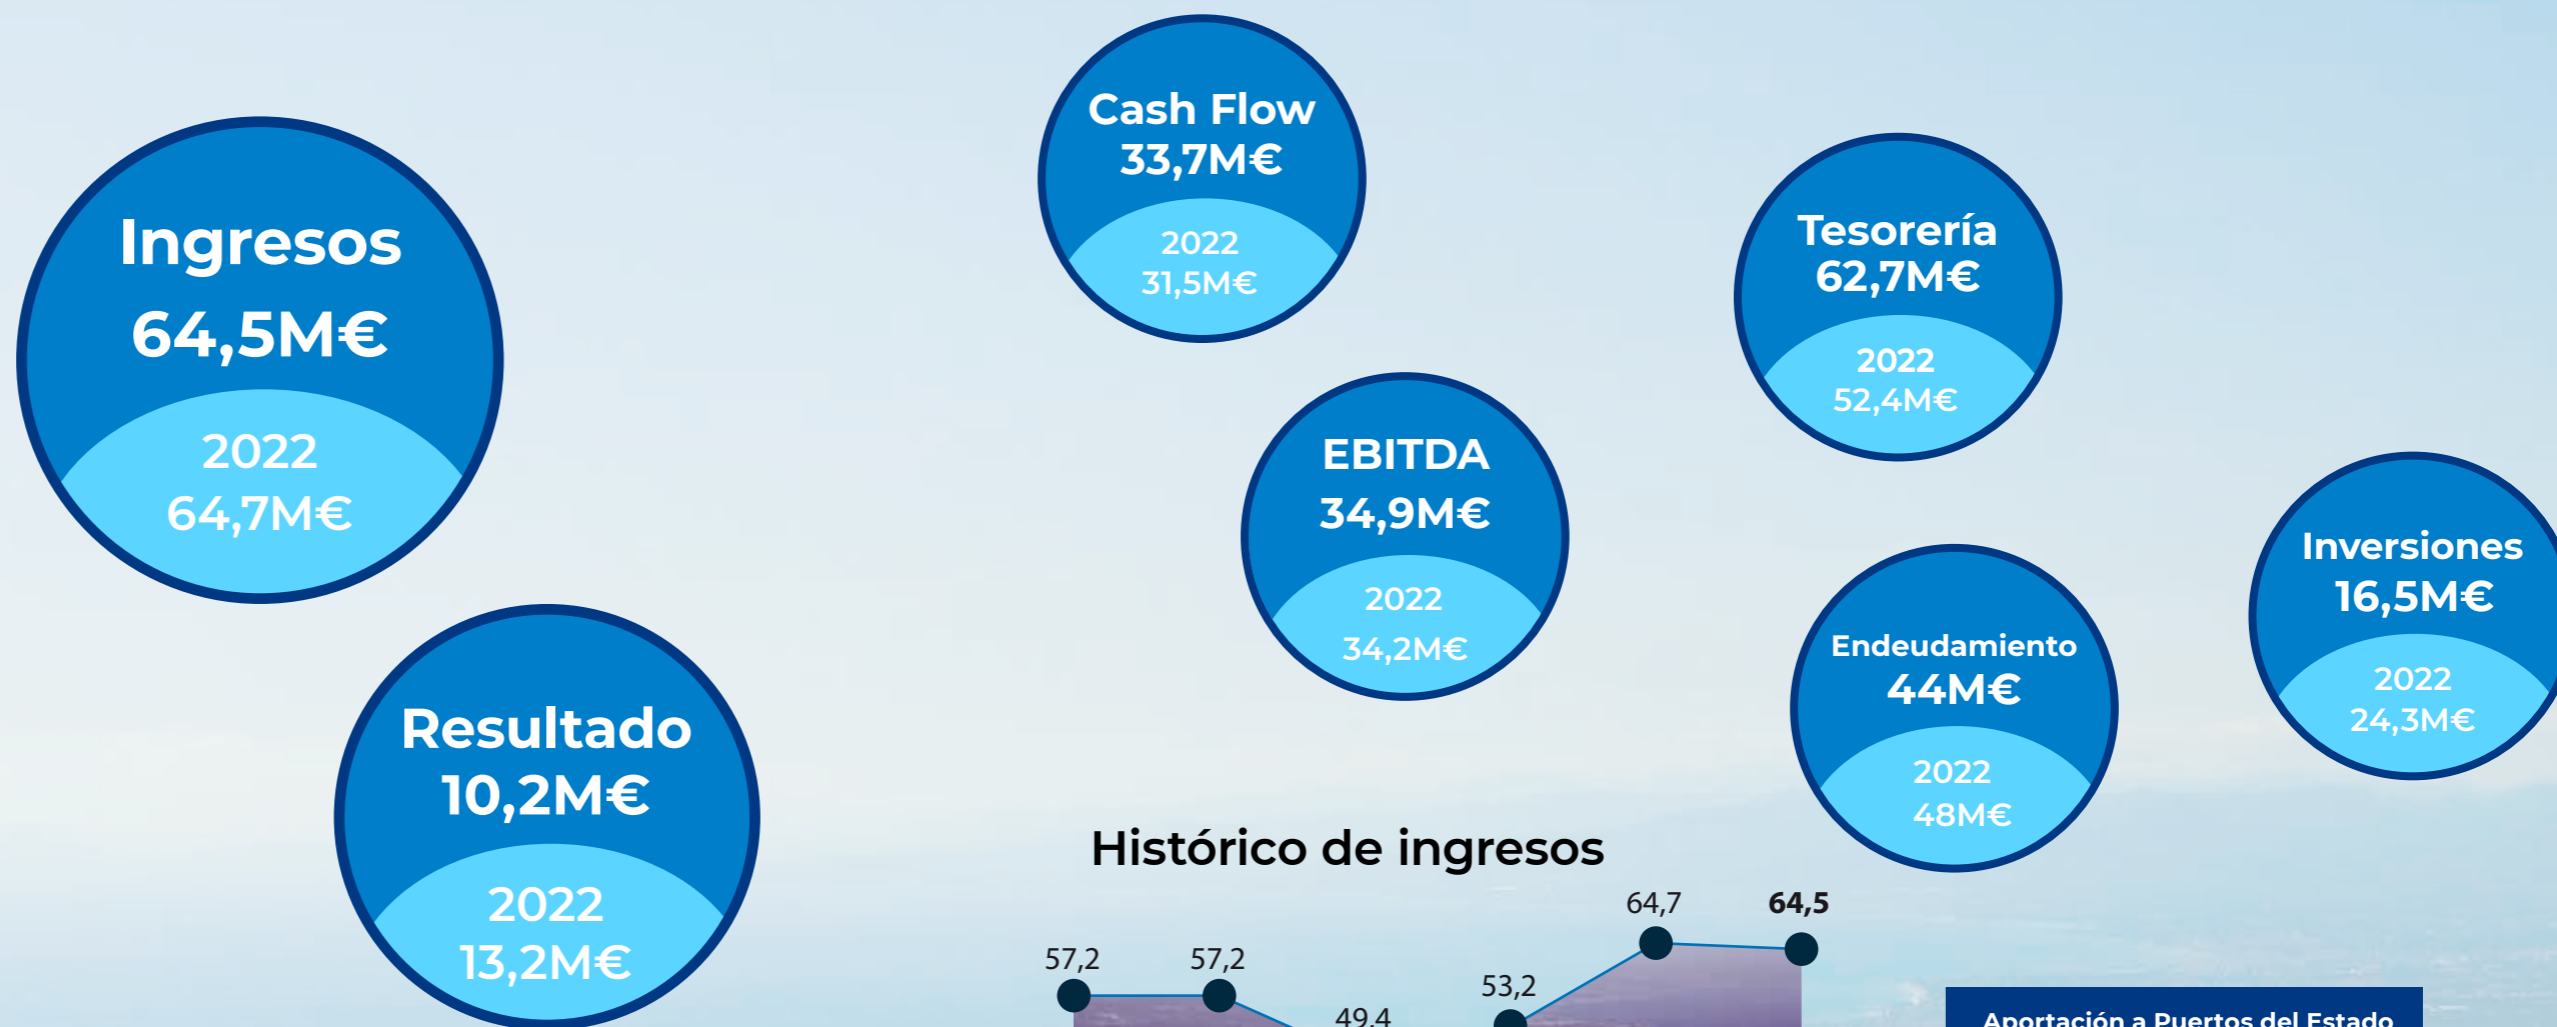 Ingresos
64,5M€
2022
64,7M€
Resultado
10,2M€
2022
13,2M€
Cash Flow
33,7M€
2022
31,5M€
EBITDA
34,9M€
2022
34,2M€
Tesorería
62,7M€
2022
52,4M€
Endeudamiento
44M€
2022
48M€
Inversiones
16,5M€
2022
24,3M€
Histórico de ingresos
57,2
57,2
49,4
53,2
64,7
64,5
Aportación a Puertos del Estado